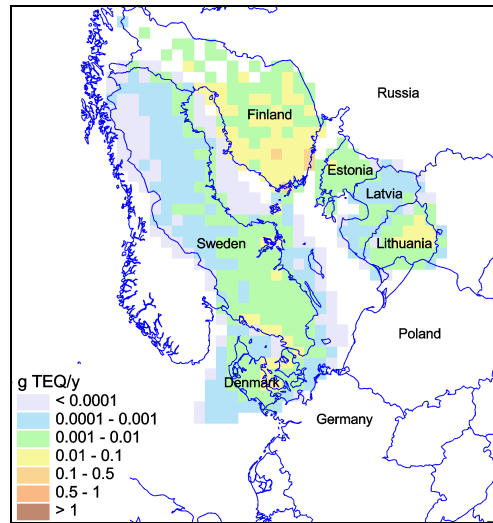 Russia
Finland
Estonia
Latvia
Sweden
Lithuania
Poland
g TEQ/y
Denmark
< 0.0001
0.0001 - 0.001
Germany
0.001 - 0.01
0.01 - 0.1
0.1 - 0.5
0.5 - 1
> 1